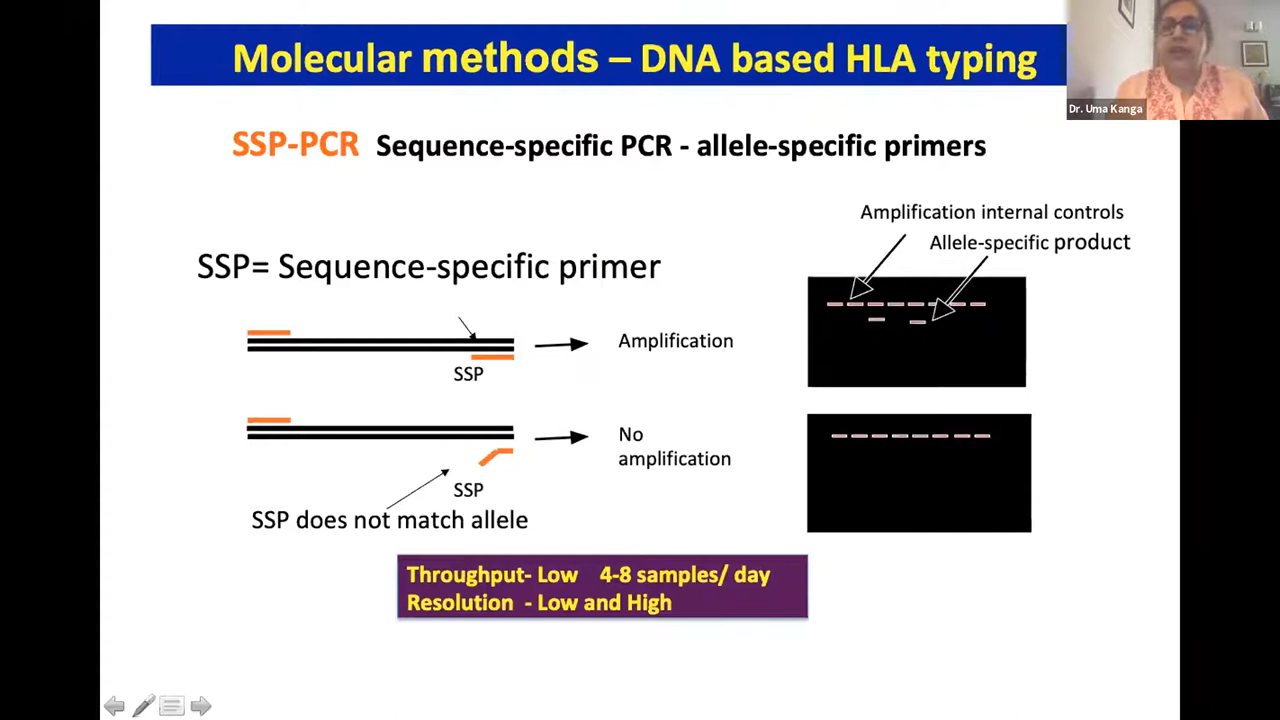 Molecular methods – DNA based HLA typing
Dr. Uma Kanga
SSP-PCR Sequence-specific PCR - allele-specific primers
Amplification internal controls
Allele-specific product
SSP= Sequence-specific primer
Amplification
SSP
No
amplification
SSP
SSP does not match allele
Throughput- Low 4-8 samples/ day
Resolution - Low and High